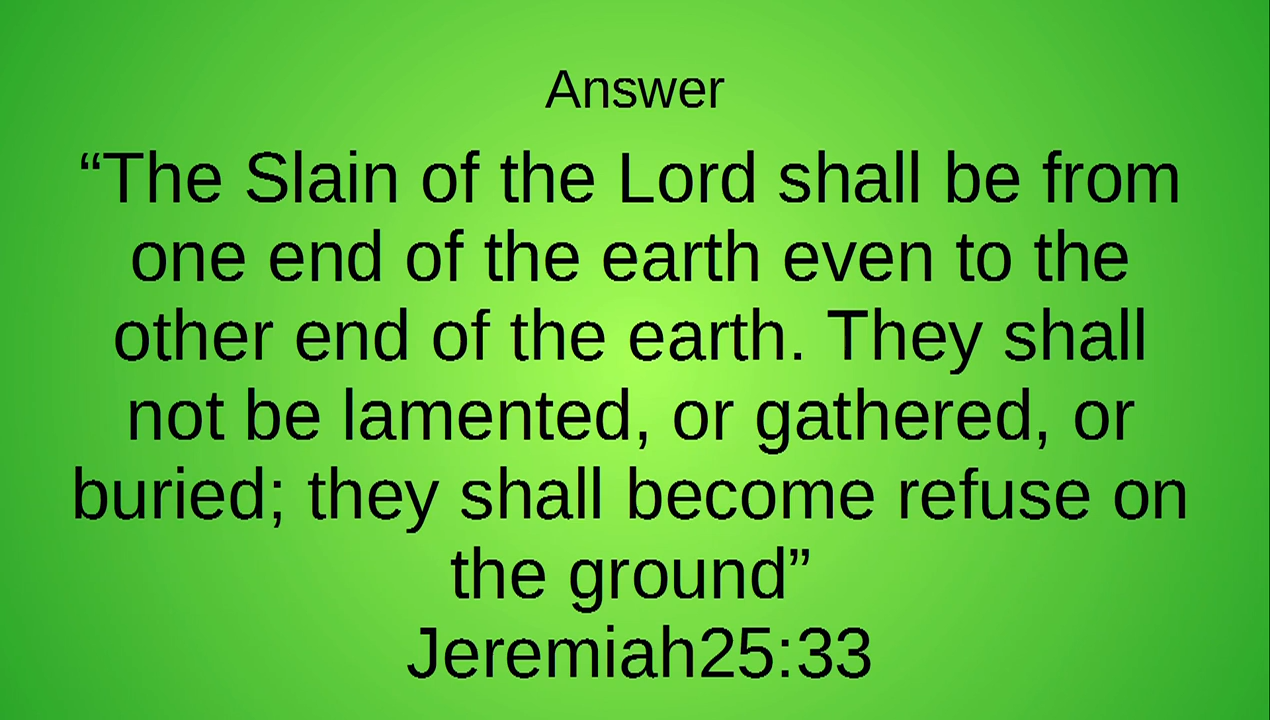 Answer
“The Slain of the Lord shall be from
one end of the earth even to the
other end of the earth. They shall
not be lamented, or gathered, or
buried; they shall become refuse on
the ground”
Jeremiah25:33